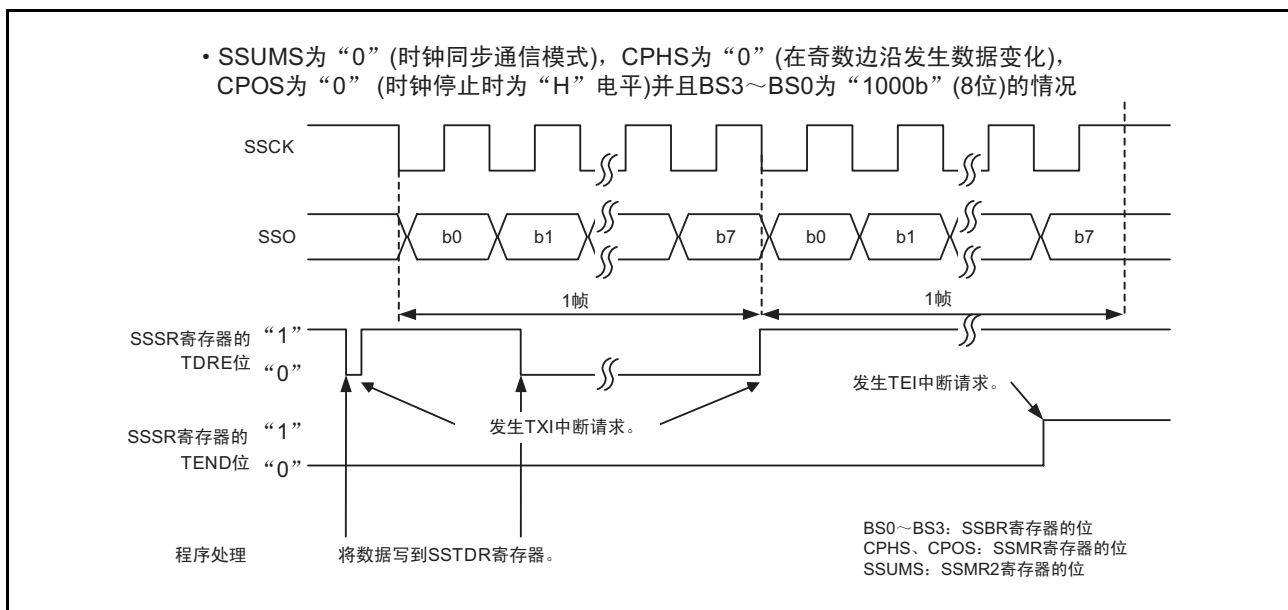 • SSUMS为“0”(时钟同步通信模式)，CPHS为“0”(在奇数边沿发生数据变化)，
CPOS为“0” (时钟停止时为“H”电平)并且BS3～BS0为“1000b”(8位)的情况
SSCK
SSO
b0 b1 b7 b0 b1 b7
1帧 1帧
SSSR寄存器的 “1”
TDRE位 “0”
发生TEI中断请求。
发生TXI中断请求。
SSSR寄存器的 “1”
TEND位 “0”
程序处理 将数据写到SSTDR寄存器。
BS0～BS3：SSBR寄存器的位
CPHS、CPOS：SSMR寄存器的位
SSUMS：SSMR2寄存器的位